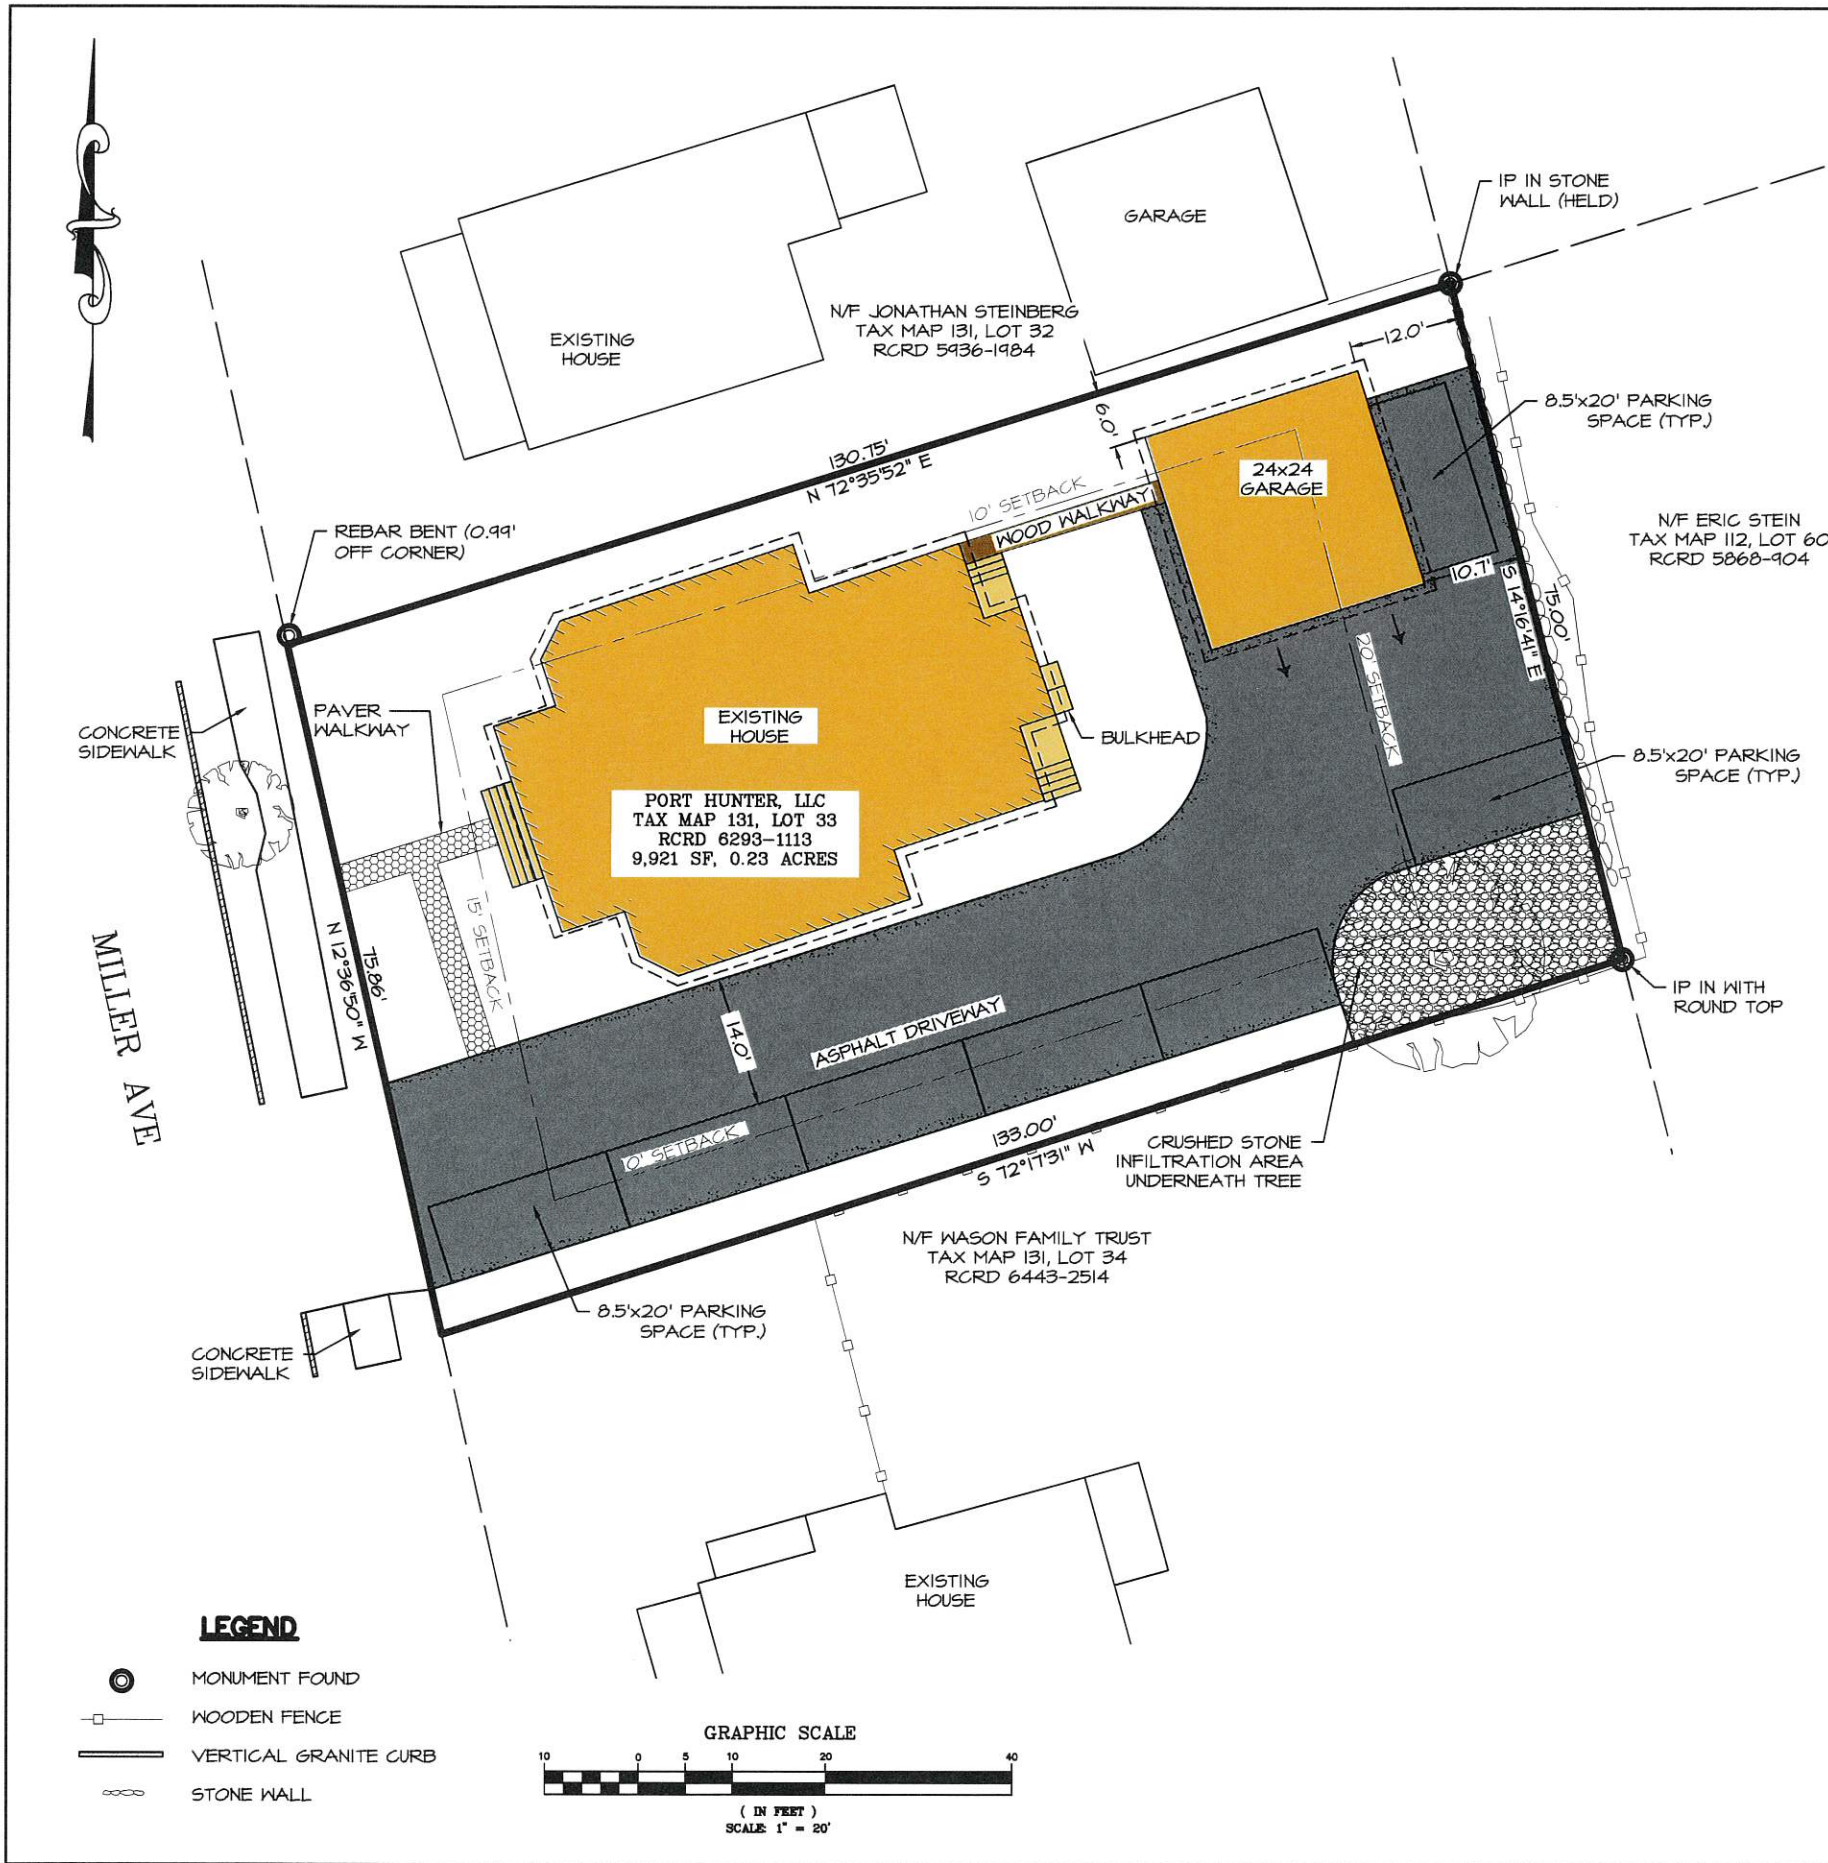 IP IN STONE
WALL (HELD)
GARAGE
N/F JONATHAN STEINBERG
TAX MAP 131, LOT 32
RCRD 5936-1984
EXISTING
HOUSE
12.0'
8.5'x20' PARKING
SPACE (TYP.)
6.0'
130.75'
N 72°35'52" E
24x24
GARAGE
10' SETBACK
WOOD WALKWAY
REBAR BENT (0.99'
OFF CORNER)
N/F ERIC STEIN
TAX MAP 112, LOT 60
RCRD 5868-904
10.7'
S 14°16'41" E
75.00'
20' SETBACK
PAVER
WALKWAY
CONCRETE
SIDEWALK
EXISTING
HOUSE
BULKHEAD
8.5'x20' PARKING
SPACE (TYP.)
PORT HUNTER, LLC
TAX MAP 131, LOT 33
RCRD 6293-1113
9,921 SF, 0.23 ACRES
15' SETBACK
N 12°36'50" W
75.86'
MILLER AVE
14.0'
ASPHALT DRIVEWAY
IP IN WITH
ROUND TOP
0' SETBACK
133.00'
S 72°17'31" W
CRUSHED STONE
INFILTRATION AREA
UNDERNEATH TREE
N/F WASON FAMILY TRUST
TAX MAP 131, LOT 34
RCRD 6443-2514
8.5'x20' PARKING
SPACE (TYP.)
CONCRETE
SIDEWALK
EXISTING
HOUSE
LEGEND
MONUMENT FOUND
WOODEN FENCE
VERTICAL GRANITE CURB
STONE WALL
GRAPHIC SCALE
10 0 5 10 20 40
( IN FEET )
SCALE: 1" = 20'